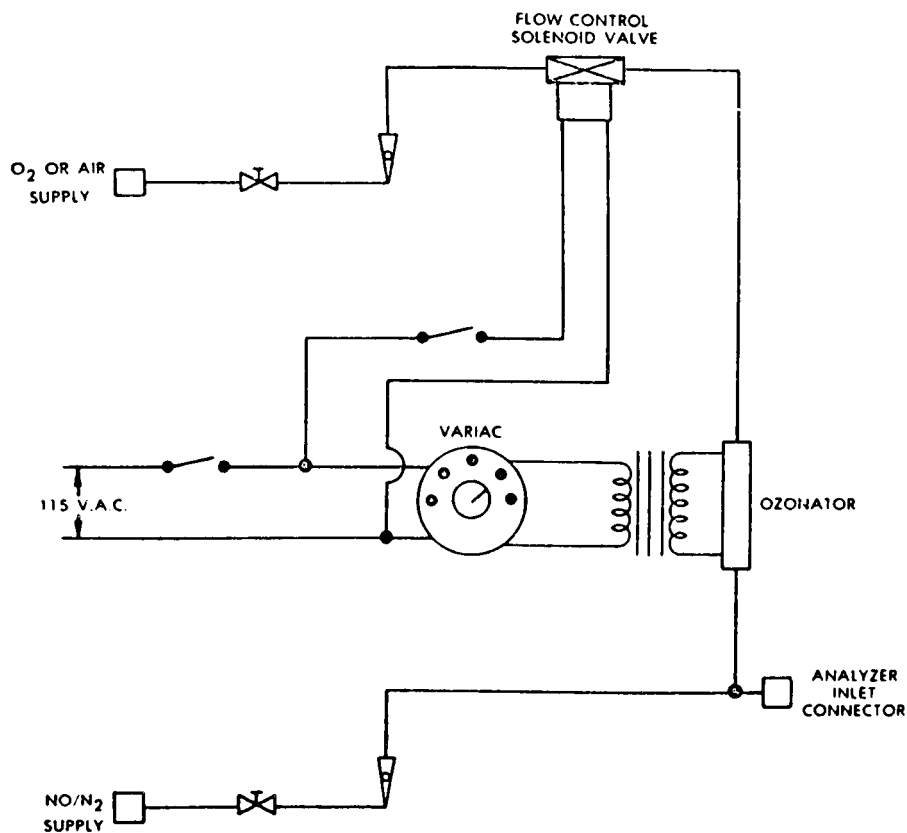 FLOW CONTROL
SOLENOID VALVE
O₂ OR AIR
SUPPLY
VARIAC
115 V.A.C.
OZONATOR
ANALYZER
INLET
CONNECTOR
NO/N₂
SUPPLY